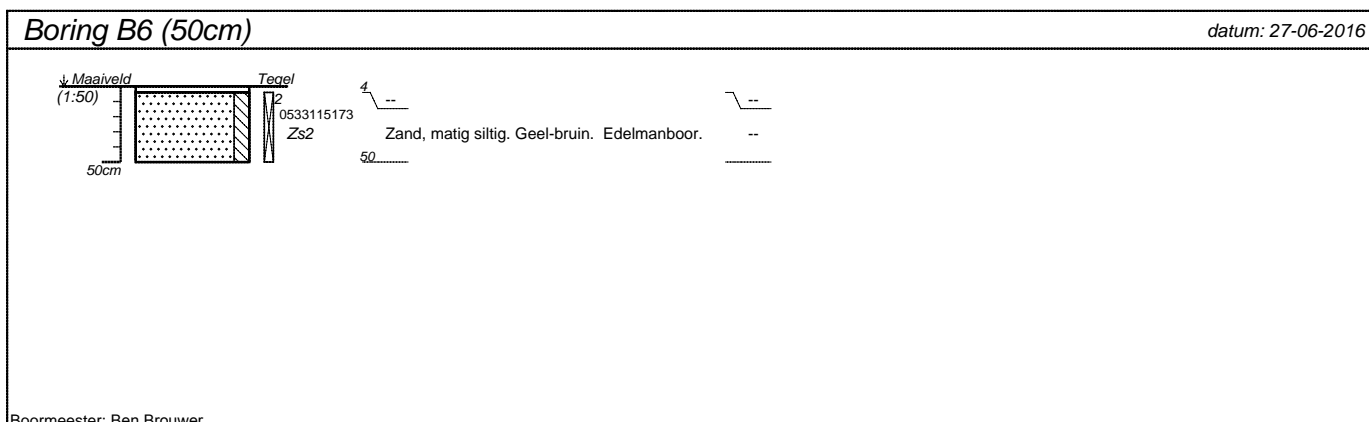 Boring B6 (50cm)
datum: 27-06-2016
Maaiveld
Tegel
(1:50)
2
4
--
--
0533115173
Zs2
Zand, matig siltig. Geel-bruin. Edelmanboor.
--
50
50cm
Boormeester: Ben Brouwer